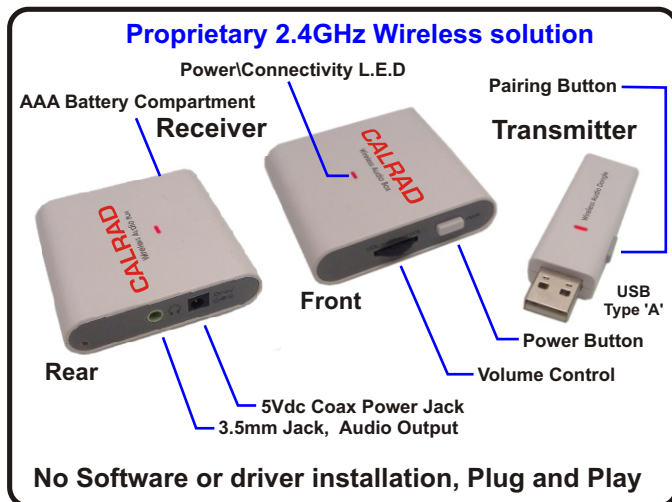 Proprietary 2.4GHz Wireless solution
Power\Connectivity L.E.D
Pairing Button
AAA Battery Compartment
Receiver
Transmitter
CALRAD
Wireless Audio Box
CALRAD
Wireless Audio Box
Wireless Audio Dongle
Front
USB
Type 'A'
Rear
Power Button
Volume Control
5Vdc Coax Power Jack
3.5mm Jack, Audio Output
No Software or driver installation, Plug and Play